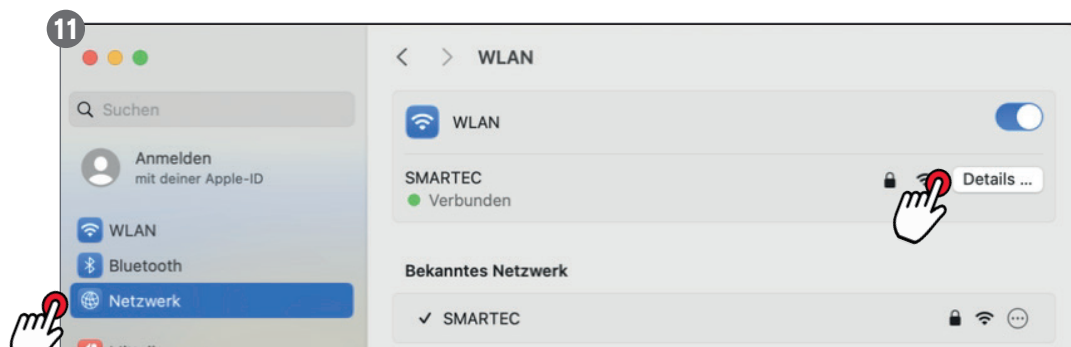 11
Suchen
Anmelden
mit deiner Apple-ID
WLAN
Bluetooth
Netzwerk
WLAN
WLAN
SMARTEC
Verbunden
Details ...
Bekanntes Netzwerk
✓ SMARTEC